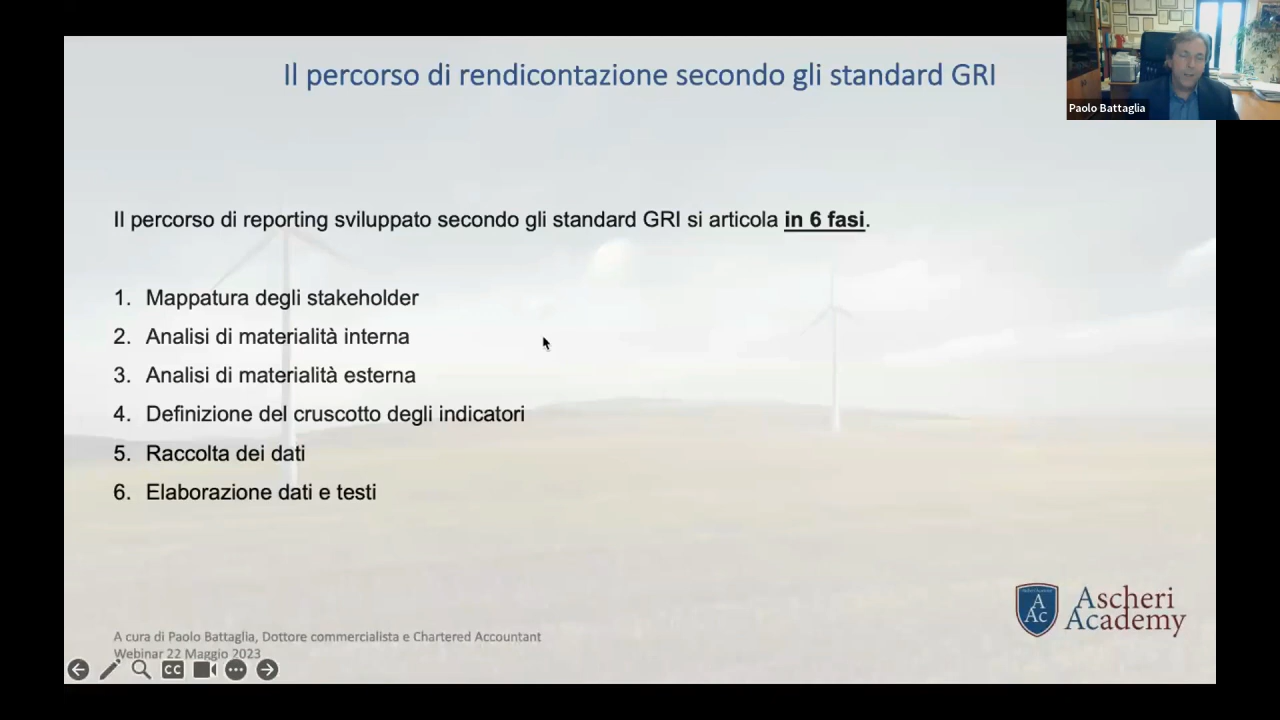 Il percorso di rendicontazione secondo gli standard GRI
Paolo Battaglia
Il percorso di reporting sviluppato secondo gli standard GRI si articola in 6 fasi.
1. Mappatura degli stakeholder
2. Analisi di materialità interna
3. Analisi di materialità esterna
4. Definizione del cruscotto degli indicatori
5. Raccolta dei dati
6. Elaborazione dati e testi
A
Ac
Ascheri
Academy
A cura di Paolo Battaglia, Dottore commercialista e Chartered Accountant
Webinar 22 Maggio 2023
CC